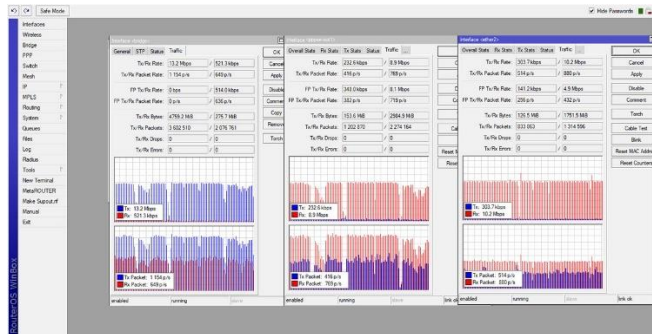 Safe Mode
Hide Passwords
Interfaces
Wireless
Bridge
PPP
Switch
Mesh
IP
MPLS
Routing
System
Queues
Files
Log
Radius
Tools
New Terminal
MetaROUTER
Make Supout.rif
Manual
Exit
RouterOS WinBox
General STP Status Traffic
Tx/Rx Rate: 13.2 Mbps / 521.3 kbps
Tx/Rx Packet Rate: 1 154 p/s / 649 p/s
FP Tx/Rx Rate: 0 bps / 514.0 kbps
FP Tx/Rx Packet Rate: 0 p/s / 636 p/s
Tx/Rx Bytes: 4759.2 MiB / 375.7 MiB
Tx/Rx Packets: 3 602 510 / 2 076 761
Tx/Rx Drops: 0 / 0
Tx/Rx Errors: 0 / 0
Tx: 13.2 Mbps
Rx: 521.3 kbps
Tx Packet: 1 154 p/s
Rx Packet: 649 p/s
enabled running slave
OK
Cancel
Apply
Disable
Comment
Copy
Remove
Torch
Overall Stats Rx Stats Tx Stats Status Traffic ...
Tx/Rx Rate: 232.6 kbps / 8.9 Mbps
Tx/Rx Packet Rate: 416 p/s / 769 p/s
FP Tx/Rx Rate: / 8.1 Mbps
FP Tx/Rx Packet Rate: / 718 p/s
Tx/Rx Bytes: 153.6 MiB / 2984.9 MiB
Tx/Rx Packets: 1 202 870 / 2 274 164
Tx/Rx Drops: 0 / 0
Tx/Rx Errors: 0 / 0
Tx: 232.6 kbps
Rx: 8.9 Mbps
Tx Packet: 416 p/s
Rx Packet: 769 p/s
enabled running slave
Interface <ether2>
Overall Stats Rx Stats Tx Stats Status Traffic ...
Tx/Rx Rate: 303.7 kbps / 10.2 Mbps
Tx/Rx Packet Rate: 514 p/s / 880 p/s
FP Tx/Rx Rate: 141.2 kbps / 4.9 Mbps
FP Tx/Rx Packet Rate: 256 p/s / 432 p/s
Tx/Rx Bytes: 126.5 MiB / 1751.9 MiB
Tx/Rx Packets: 833 063 / 1 314 596
Tx/Rx Drops: 0 / 0
Tx/Rx Errors: 0 / 0
Tx: 303.7 kbps
Rx: 10.2 Mbps
Tx Packet: 514 p/s
Rx Packet: 880 p/s
enabled running slave link ok
OK
Cancel
Apply
Disable
Comment
Torch
Cable Test
Blink
Reset MAC Address
Reset Counters